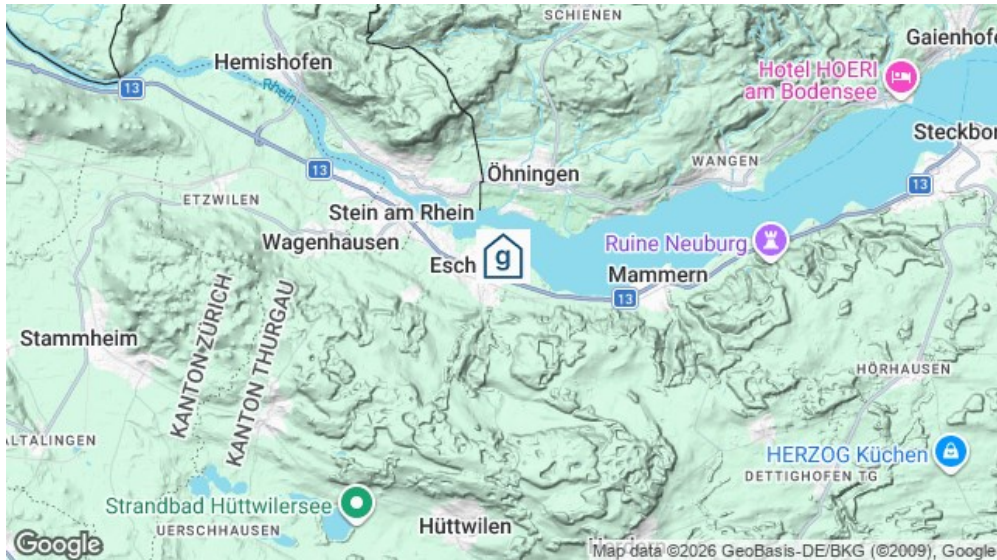 SCHIENEN
Gaienhofe
Hemishofen
Hotel HOERI
am Bodensee
13
Rhein
Steckbor
WANGEN
13
Öhningen
13
ETZWILEN
Stein am Rhein
Wagenhausen
Ruine Neuburg
Esch
g
Mammern
13
KANTON ZÜRICH
KANTON THURGAU
Stammheim
HÖRHAUSEN
ALTALINGEN
HERZOG Küchen
DETTIGHOFEN TG
Strandbad Hüttwilersee
UERSCHHAUSEN
Hüttwilen
Google
Map data ©2026 GeoBasis-DE/BKG (©2009), Google